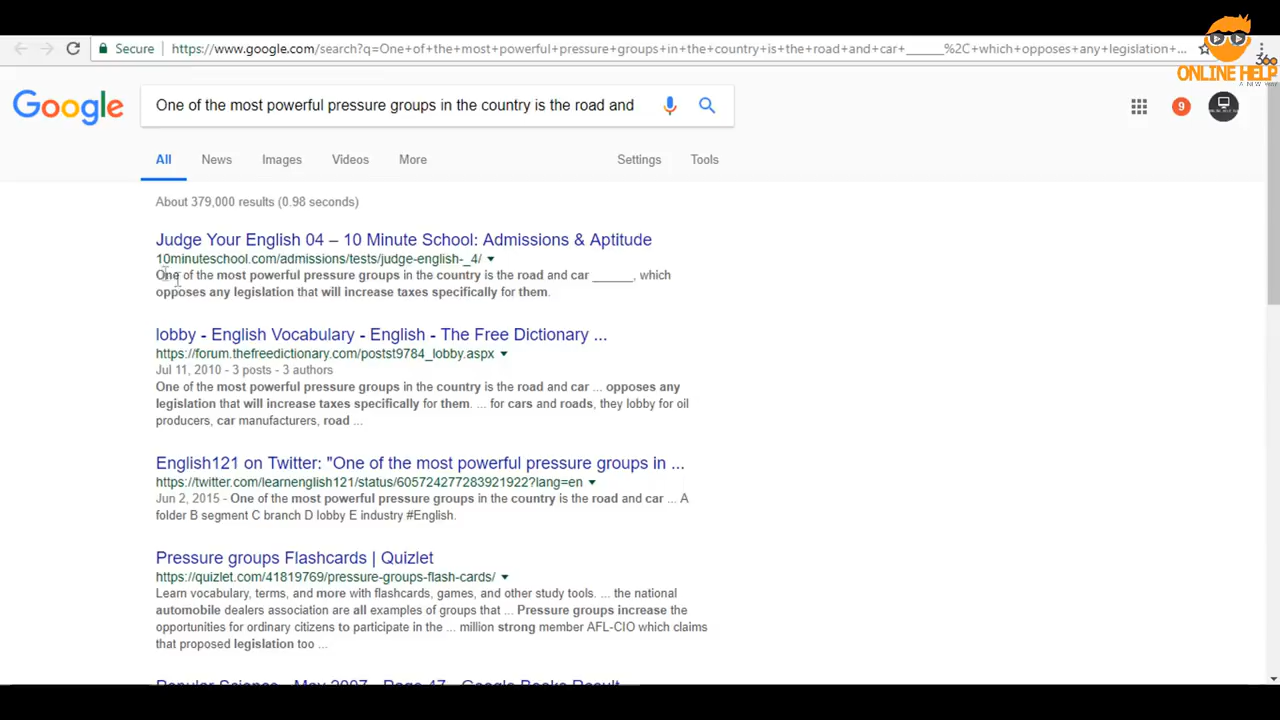 Secure https://www.google.com/search?q=One+of+the+most+powerful+pressure+groups+in+the+country+is+the+road+and+car+______%2C+which+opposes+any+legislation+...
360
ONLINE HELP
A NEW WAY
Google One of the most powerful pressure groups in the country is the road and
9
All News Images Videos More Settings Tools
About 379,000 results (0.98 seconds)
Judge Your English 04 – 10 Minute School: Admissions & Aptitude
10minuteschool.com/admissions/tests/judge-english-_4/
One of the most powerful pressure groups in the country is the road and car ______, which
opposes any legislation that will increase taxes specifically for them.
lobby - English Vocabulary - English - The Free Dictionary ...
https://forum.thefreedictionary.com/postst9784_lobby.aspx
Jul 11, 2010 - 3 posts - 3 authors
One of the most powerful pressure groups in the country is the road and car ... opposes any
legislation that will increase taxes specifically for them. ... for cars and roads, they lobby for oil
producers, car manufacturers, road ...
English121 on Twitter: "One of the most powerful pressure groups in ...
https://twitter.com/learnenglish121/status/605724277283921922?lang=en
Jun 2, 2015 - One of the most powerful pressure groups in the country is the road and car ... A
folder B segment C branch D lobby E industry #English.
Pressure groups Flashcards | Quizlet
https://quizlet.com/41819769/pressure-groups-flash-cards/
Learn vocabulary, terms, and more with flashcards, games, and other study tools. ... the national
automobile dealers association are all examples of groups that ... Pressure groups increase the
opportunities for ordinary citizens to participate in the ... million strong member AFL-CIO which claims
that proposed legislation too ...
Popular Science - May 2007 - Page 47 - Google Books Result